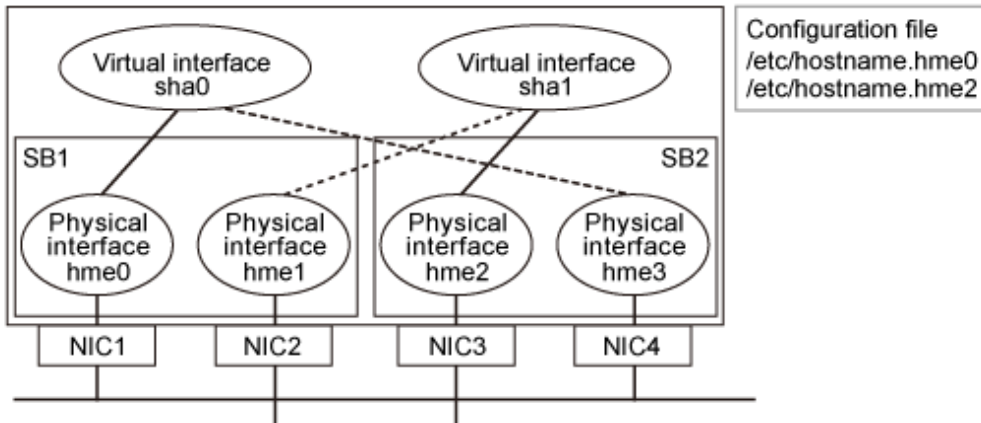 Virtual interface
sha0
Virtual interface
sha1
Configuration file
/etc/hostname.hme0
/etc/hostname.hme2
SB1
SB2
Physical
interface
hme0
Physical
interface
hme1
Physical
interface
hme2
Physical
interface
hme3
NIC1
NIC2
NIC3
NIC4